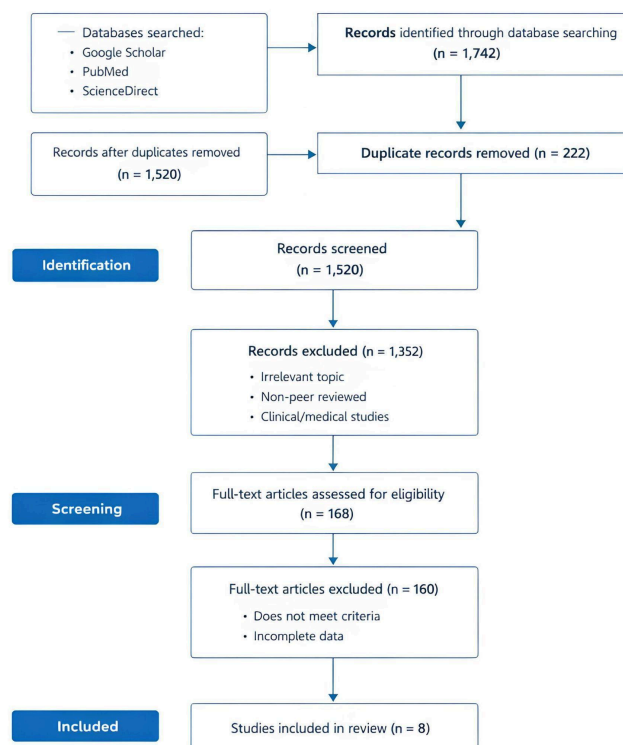 — Databases searched:
• Google Scholar
• PubMed
• ScienceDirect
Records identified through database searching
(n = 1,742)
Records after duplicates removed
(n = 1,520)
Duplicate records removed (n = 222)
Identification
Records screened
(n = 1,520)
Records excluded (n = 1,352)
• Irrelevant topic
• Non-peer reviewed
• Clinical/medical studies
Screening
Full-text articles assessed for eligibility
(n = 168)
Full-text articles excluded (n = 160)
• Does not meet criteria
• Incomplete data
Included
Studies included in review (n = 8)